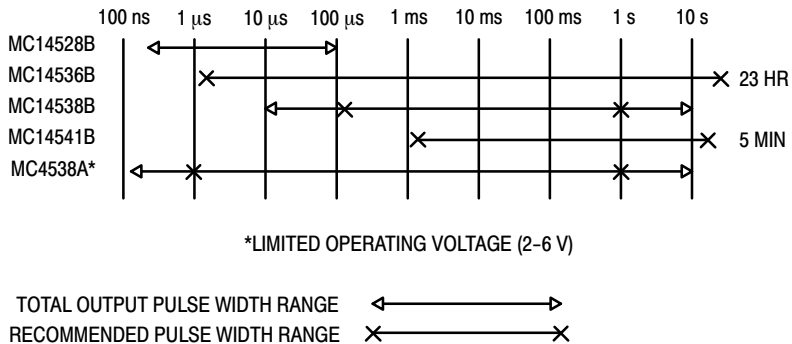 100 ns 1 μs 10 μs 100 μs 1 ms 10 ms 100 ms 1 s 10 s
MC14528B
MC14536B 23 HR
MC14538B
MC14541B 5 MIN
MC4538A*
*LIMITED OPERATING VOLTAGE (2-6 V)
TOTAL OUTPUT PULSE WIDTH RANGE
RECOMMENDED PULSE WIDTH RANGE